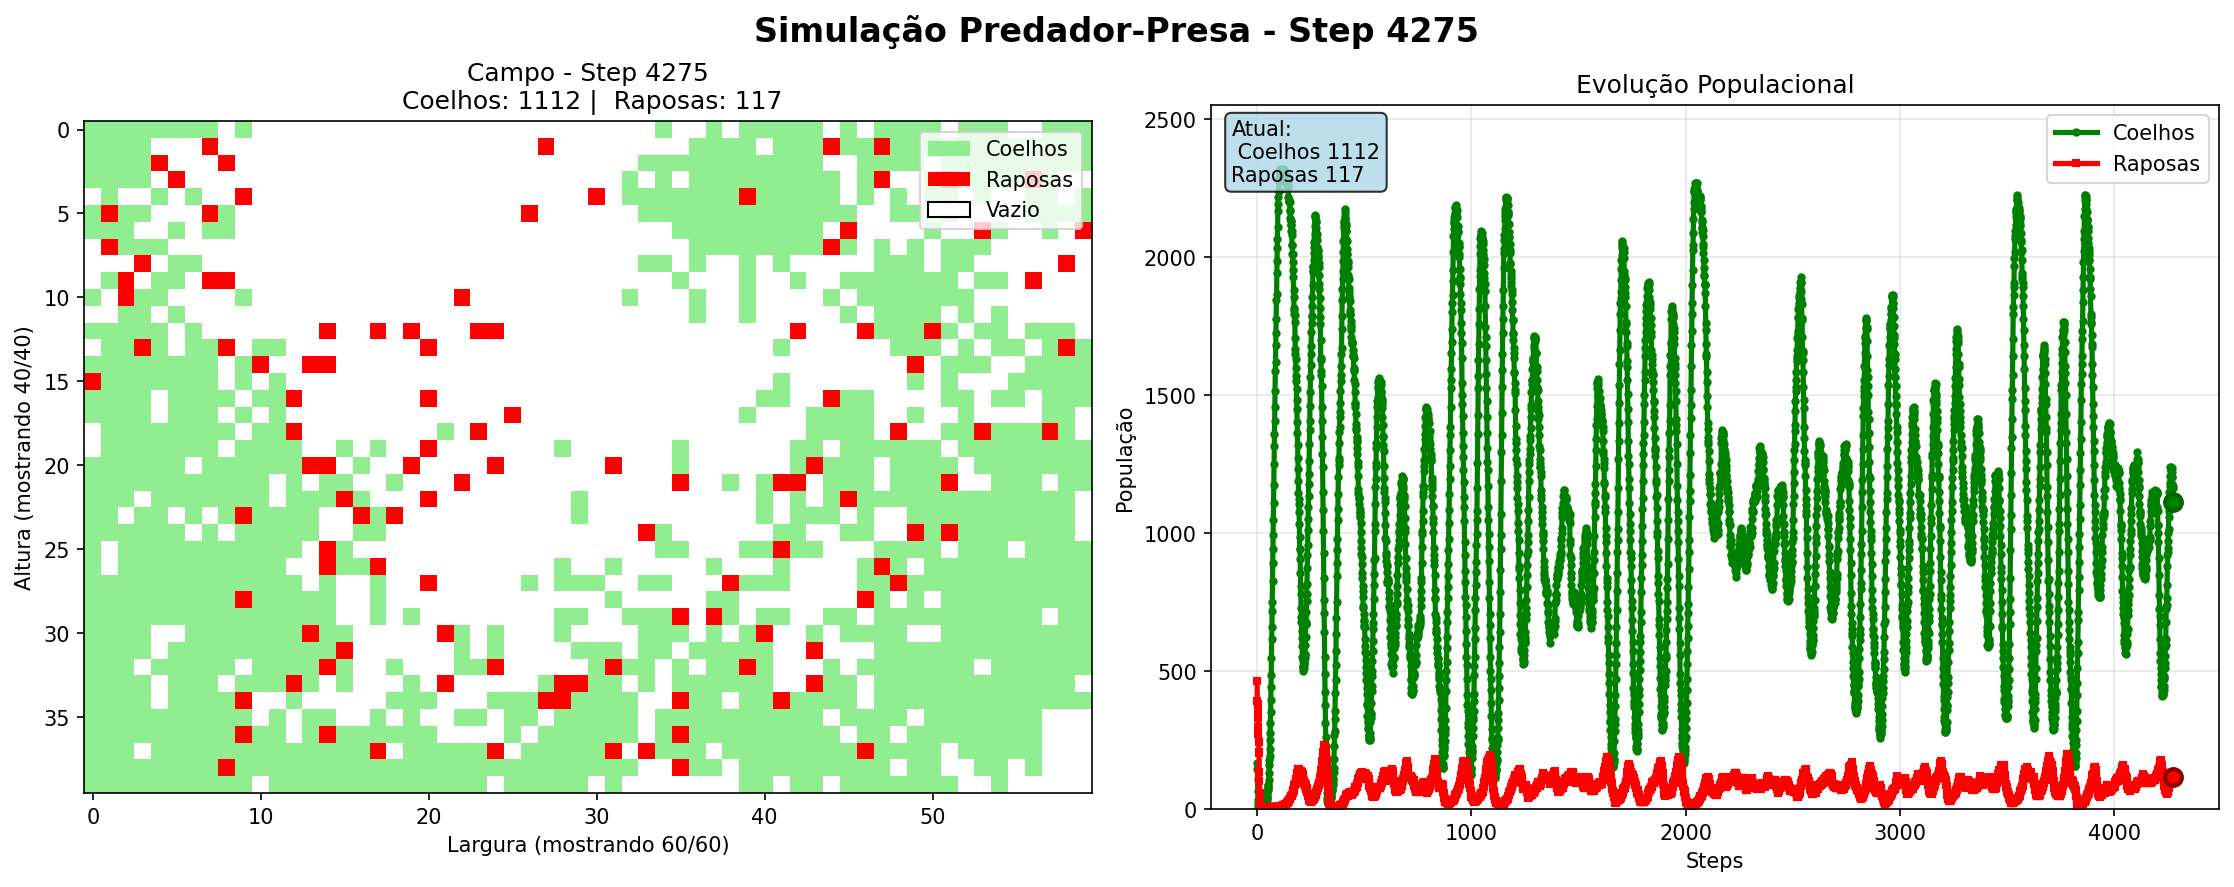 Simulação Predador-Presa - Step 4275
Campo - Step 4275
Coelhos: 1112 |  Raposas: 117
Coelhos
Raposas
Vazio
0
5
10
15
20
25
30
35
Altura (mostrando 40/40)
0
10
20
30
40
50
Largura (mostrando 60/60)
Evolução Populacional
Atual:
Coelhos 1112
Raposas 117
Coelhos
Raposas
2500
2000
1500
1000
500
0
População
0
1000
2000
3000
4000
Steps